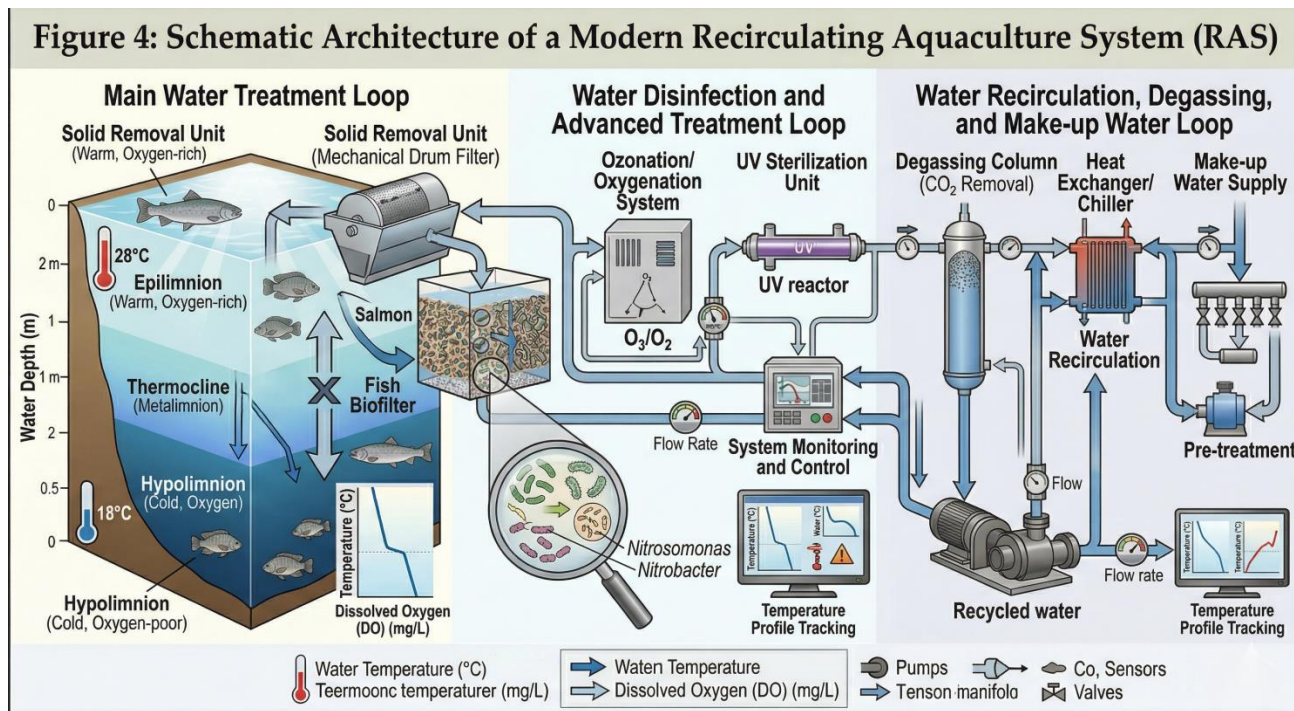 Figure 4: Schematic Architecture of a Modern Recirculating Aquaculture System (RAS)
Main Water Treatment Loop
Solid Removal Unit
(Warm, Oxygen-rich)
Solid Removal Unit
(Mechanical Drum Filter)
0
28°C
2 m
Epilimnion
(Warm, Oxygen-rich)
Salmon
1
Water Depth (m)
1 m
Thermocline
(Metalimnion)
X
Fish
Biofilter
2
Hypolimnion
(Cold, Oxygen)
0.5
18°C
0
Temperature (°C)
Dissolved Oxygen
(DO) (mg/L)
Hypolimnion
(Cold, Oxygen-poor)
Nitrosomonas
Nitrobacter
Water Disinfection and
Advanced Treatment Loop
Ozonation/
Oxygenation
System
O₃/O₂
UV Sterilization
Unit
UV
UV reactor
Flow Rate
System Monitoring
and Control
Temperature (°C)
Water (°C)
Temperature
Profile Tracking
Water Recirculation, Degassing,
and Make-up Water Loop
Degassing Column
(CO₂ Removal)
Heat
Exchanger/
Chiller
Make-up
Water Supply
Water
Recirculation
Pre-treatment
Flow
Recycled water
Flow rate
Temperature (°C)
Temperature (°C)
Temperature
Profile Tracking
Water Temperature (°C)
Teermoonc temperaturer (mg/L)
Waten Temperature
Dissolved Oxygen (DO) (mg/L)
Pumps
Co, Sensors
Tenson manifola
Valves